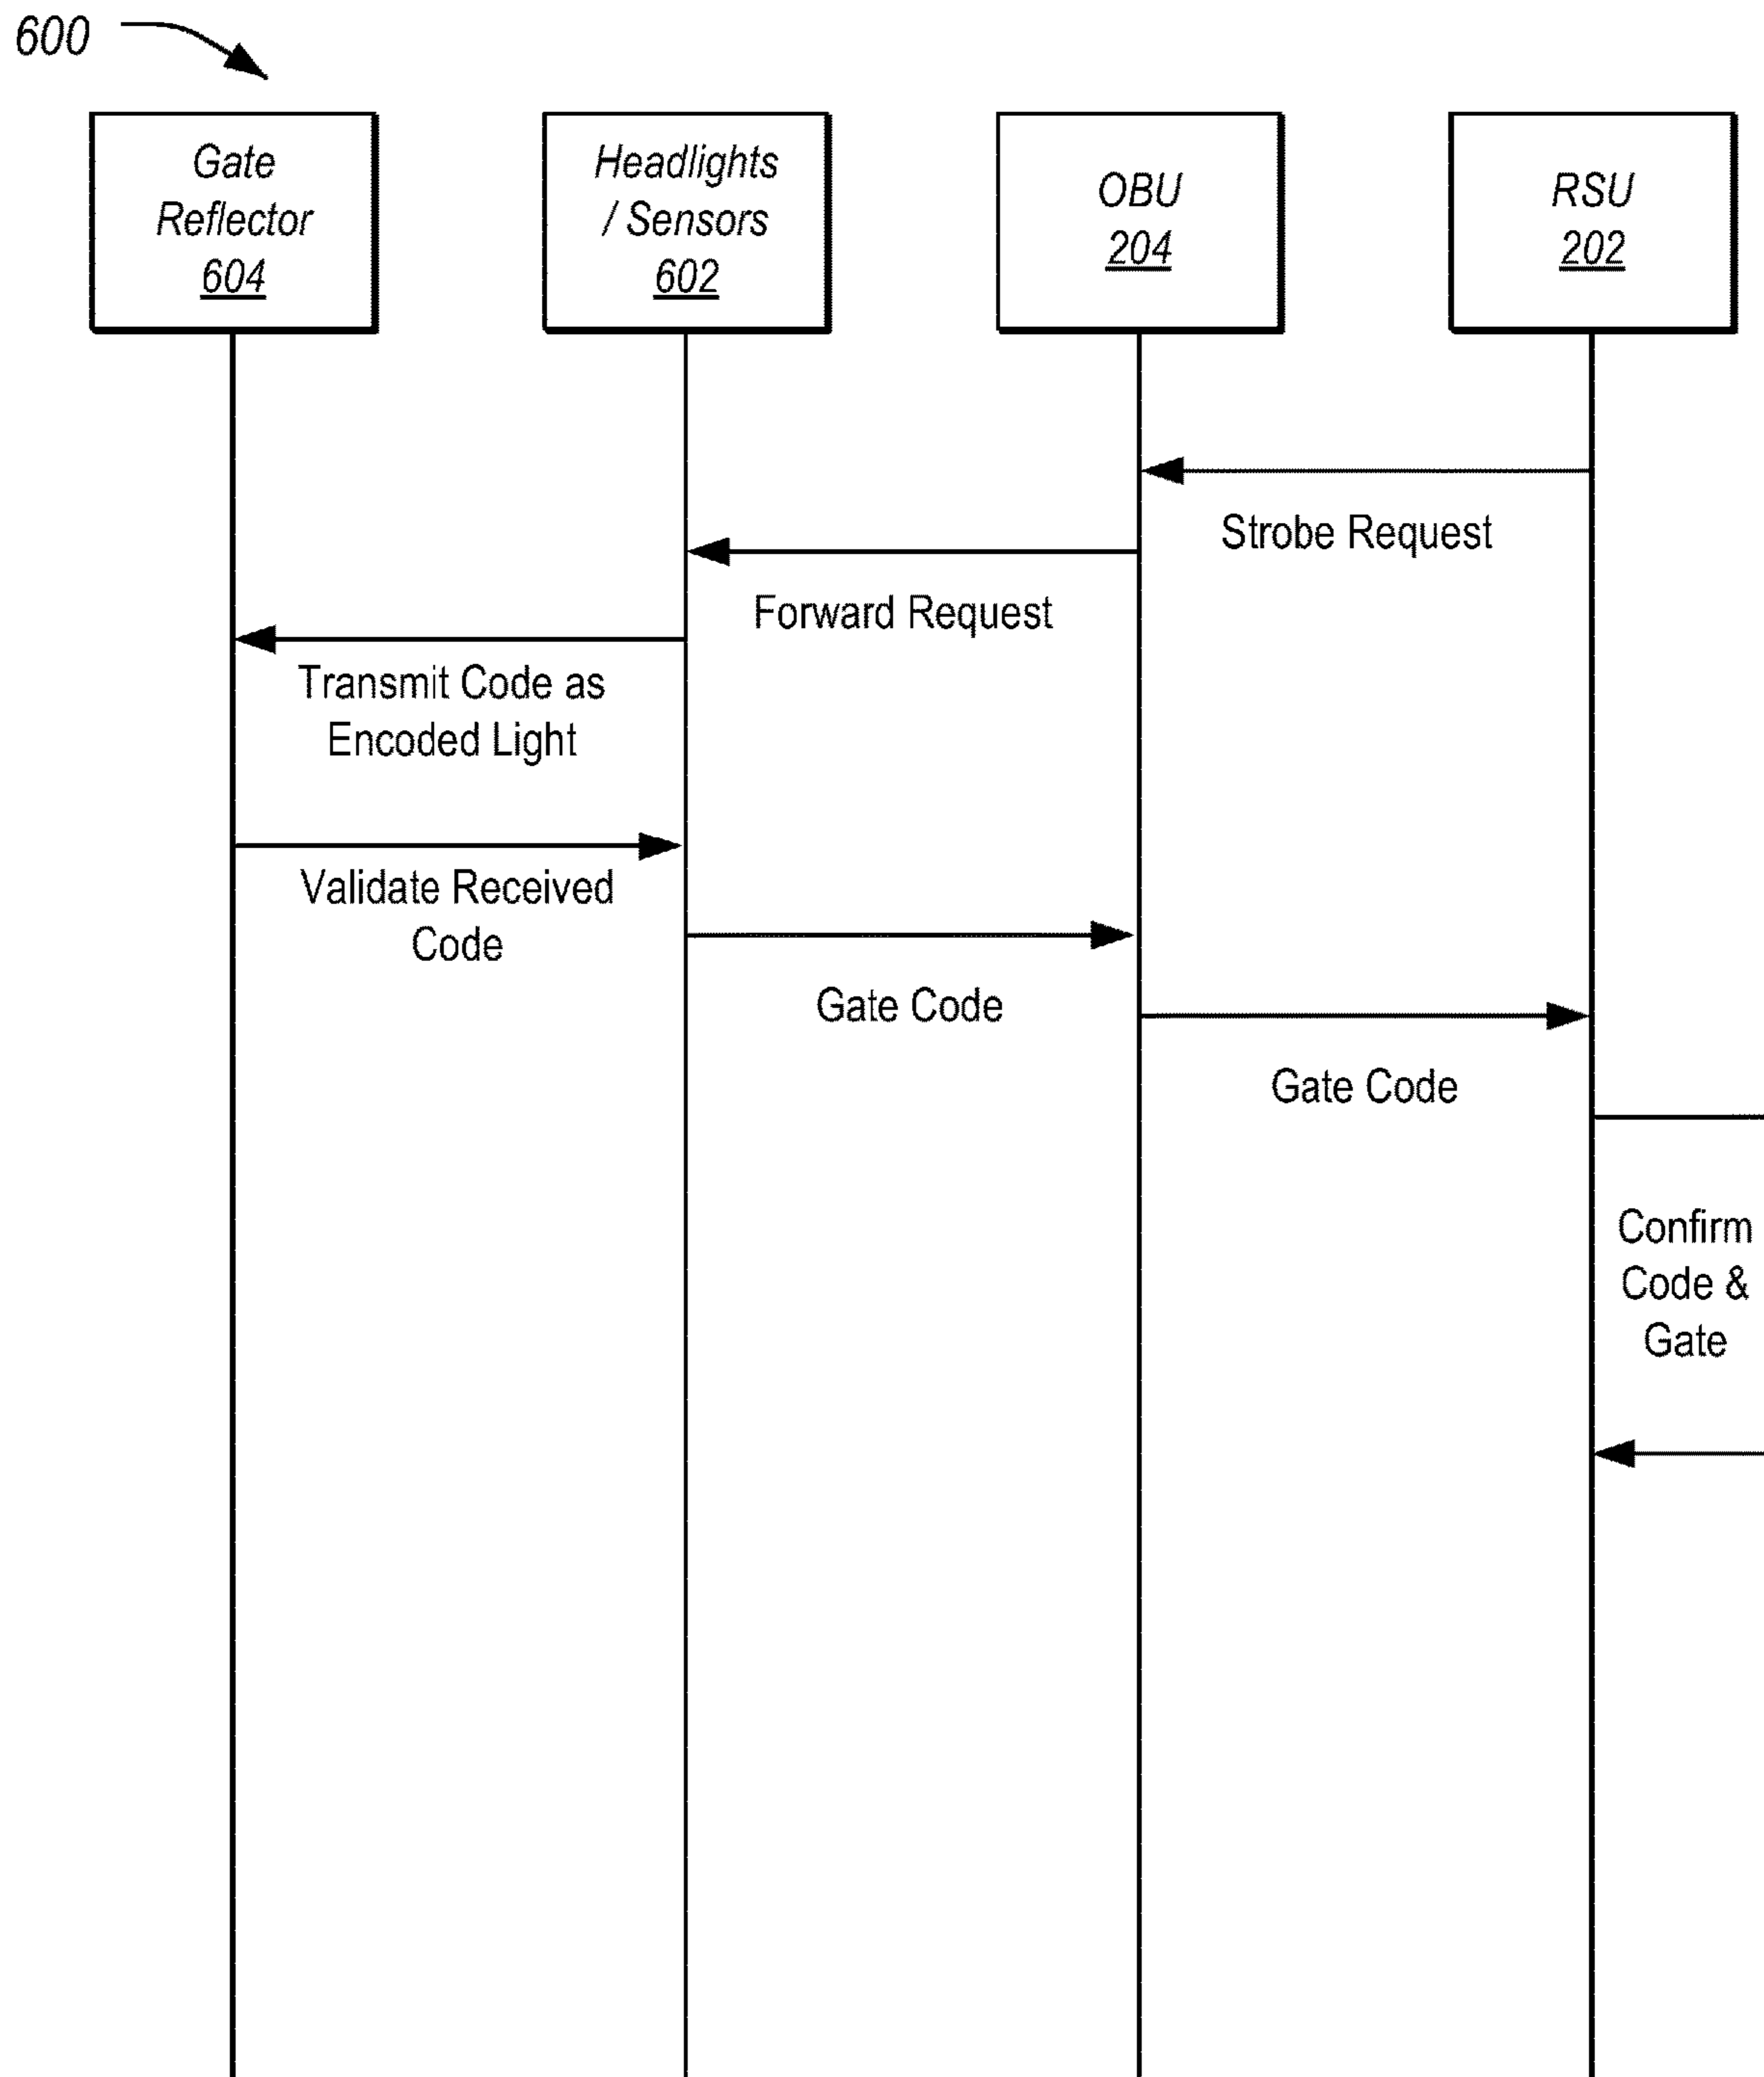 600
Gate
Reflector
604
Headlights
/ Sensors
602
OBU
204
RSU
202
Strobe Request
Forward Request
Transmit Code as
Encoded Light
Validate Received
Code
Gate Code
Gate Code
Confirm
Code &
Gate